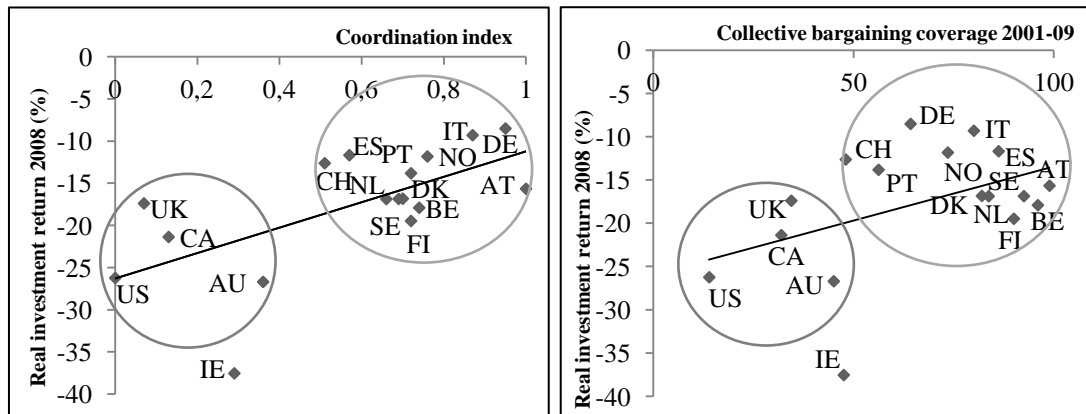 Coordination index
0
-5
-10
-15
-20
-25
-30
-35
-40
0 0,2 0,4 0,6 0,8 1
Real investment return 2008 (%)
UK
CA
US
AU
IE
CH
ES
PT
IT
DE
NO
NL
DK
AT
SE
BE
FI
Collective bargaining coverage 2001-09
0
-5
-10
-15
-20
-25
-30
-35
-40
0 50 100
Real investment return 2008 (%)
DE
IT
CH
PT
NO
ES
AT
SE
DK
NL
BE
FI
UK
CA
US
AU
IE